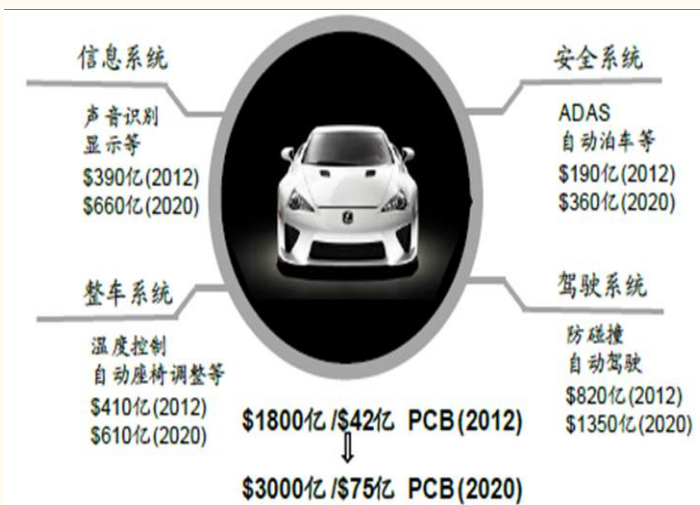 信息系统
声音识别
显示等
$390亿(2012)
$660亿(2020)
安全系统
ADAS
自动泊车等
$190亿(2012)
$360亿(2020)
整车系统
温度控制
自动座椅调整等
$410亿(2012)
$610亿(2020)
驾驶系统
防碰撞
自动驾驶
$820亿(2012)
$1350亿(2020)
$1800亿/$42亿 PCB(2012)
$3000亿/$75亿 PCB(2020)